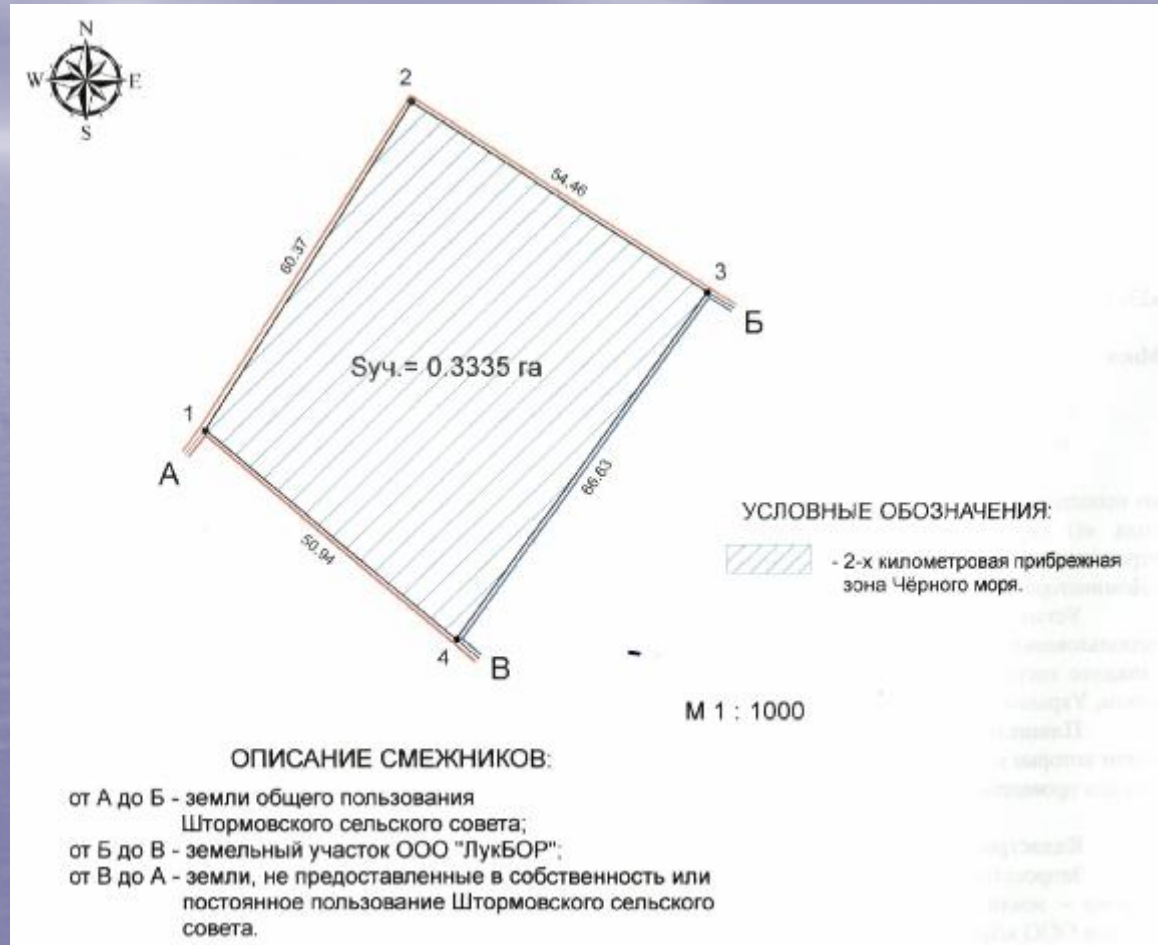 N
W E
S
2
54.46
60.37
3
Б
Sуч.= 0.3335 га
1
А
66.63
УСЛОВНЫЕ ОБОЗНАЧЕНИЯ:
- 2-х километровая прибрежная
зона Чёрного моря.
50.94
4
В
М 1 : 1000
ОПИСАНИЕ СМЕЖНИКОВ:
от А до Б - земли общего пользования
Штормовского сельского совета;
от Б до В - земельный участок ООО "ЛукБОР";
от В до А - земли, не предоставленные в собственность или
постоянное пользование Штормовского сельского
совета.